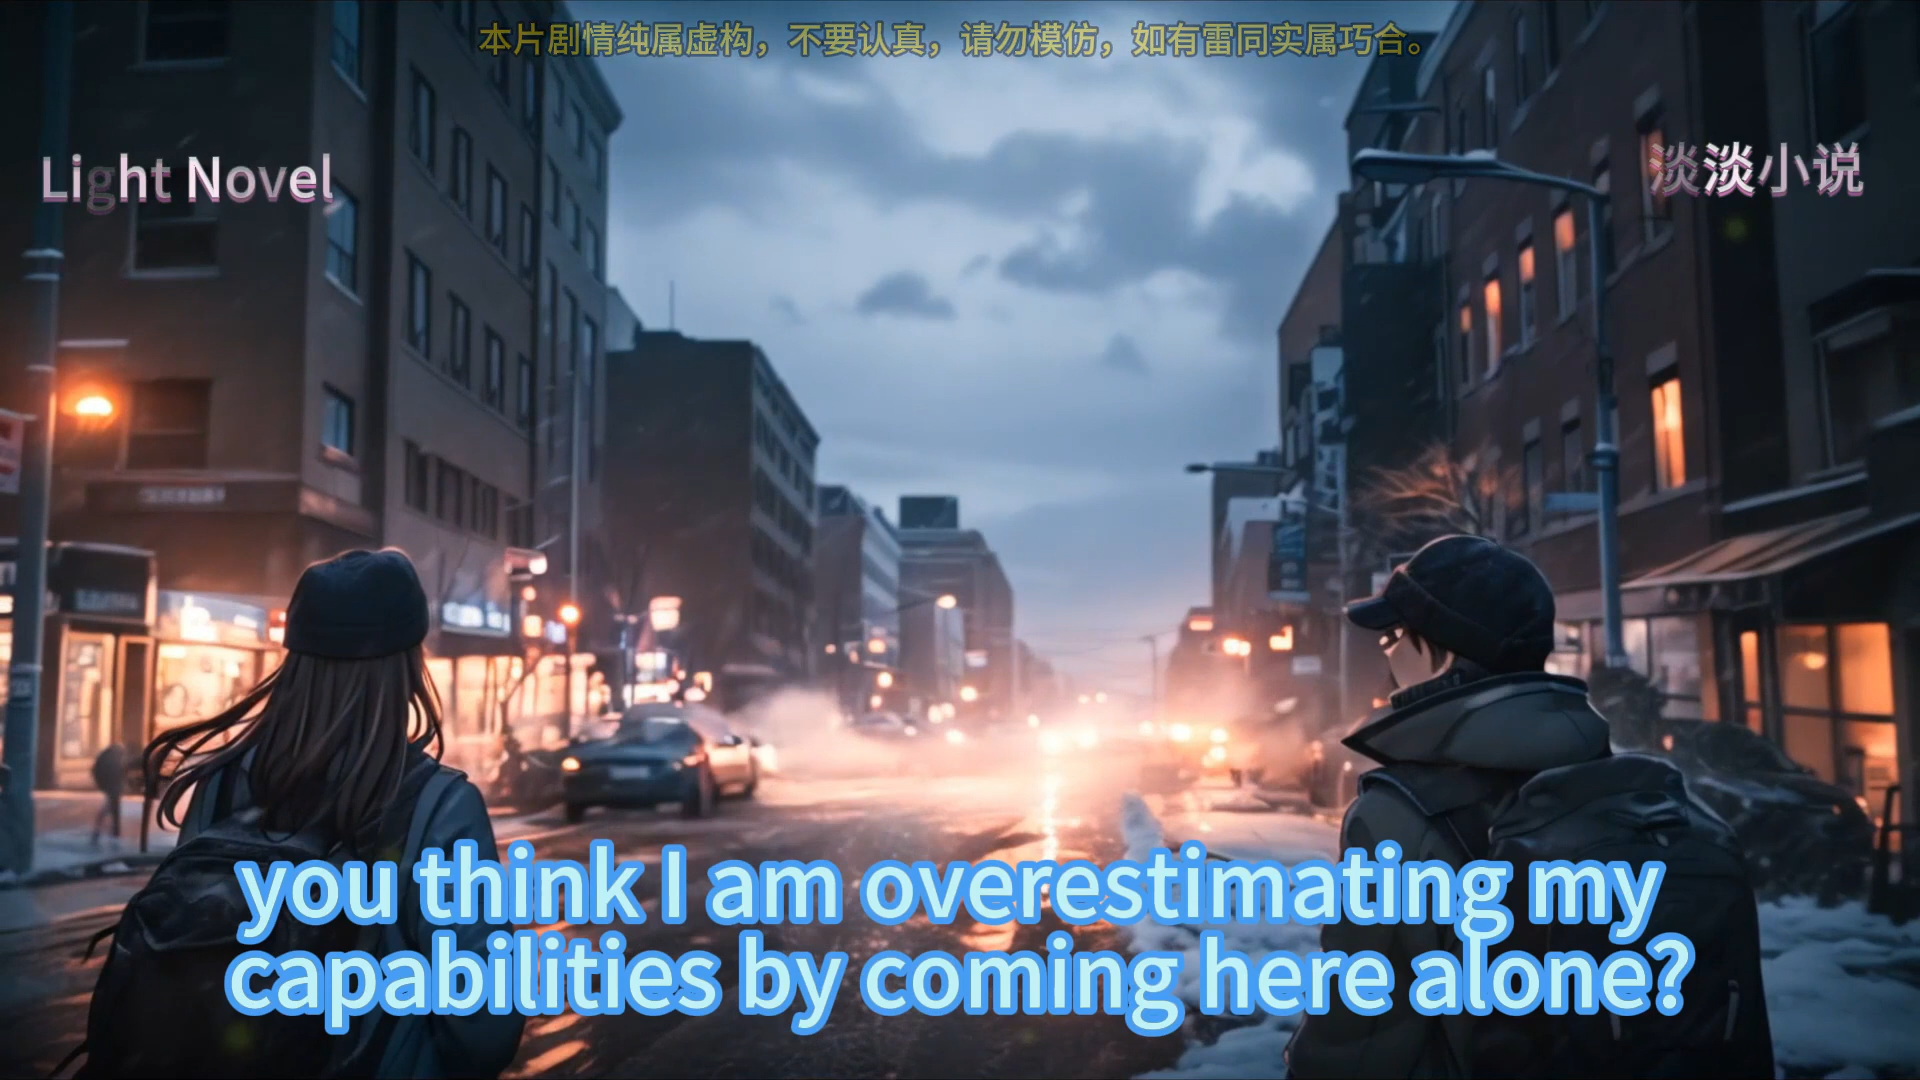 本片剧情纯属虚构，不要认真，请勿模仿，如有雷同实属巧合。
Light Novel
淡淡小说
you think I am overestimating my
capabilities by coming here alone?